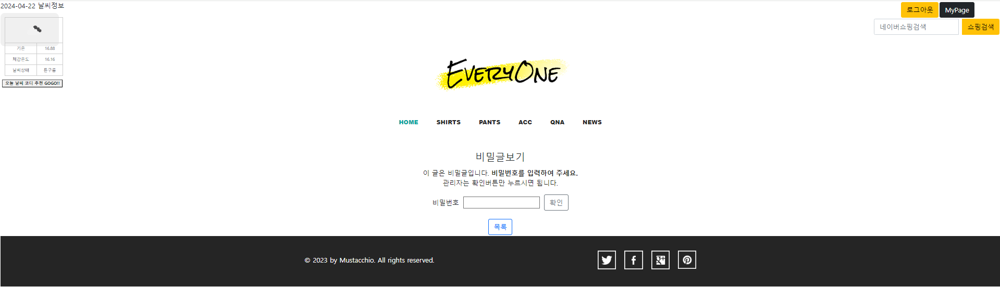 2024-04-22 날씨정보
로그아웃 MyPage
네이버쇼핑검색 쇼핑검색
기온 16.88
체감온도 16.16
날씨상태 튼구름
오늘 날씨 코디 추천 GOGO!!
EVERYONE
HOME SHIRTS PANTS ACC QNA NEWS
비밀글보기
이 글은 비밀글입니다. 비밀번호를 입력하여 주세요.
관리자는 확인버튼만 누르시면 됩니다.
비밀번호 확인
목록
© 2023 by Mustacchio. All rights reserved.